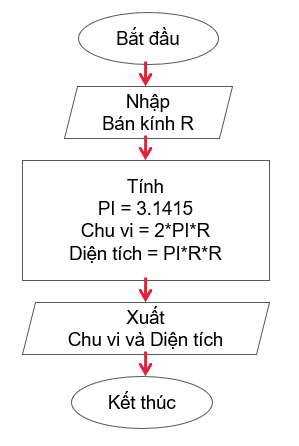 Bắt đầu
Nhập
Bán kính R
Tính
PI = 3.1415
Chu vi = 2*PI*R
Diện tích = PI*R*R
Xuất
Chu vi và Diện tích
Kết thúc